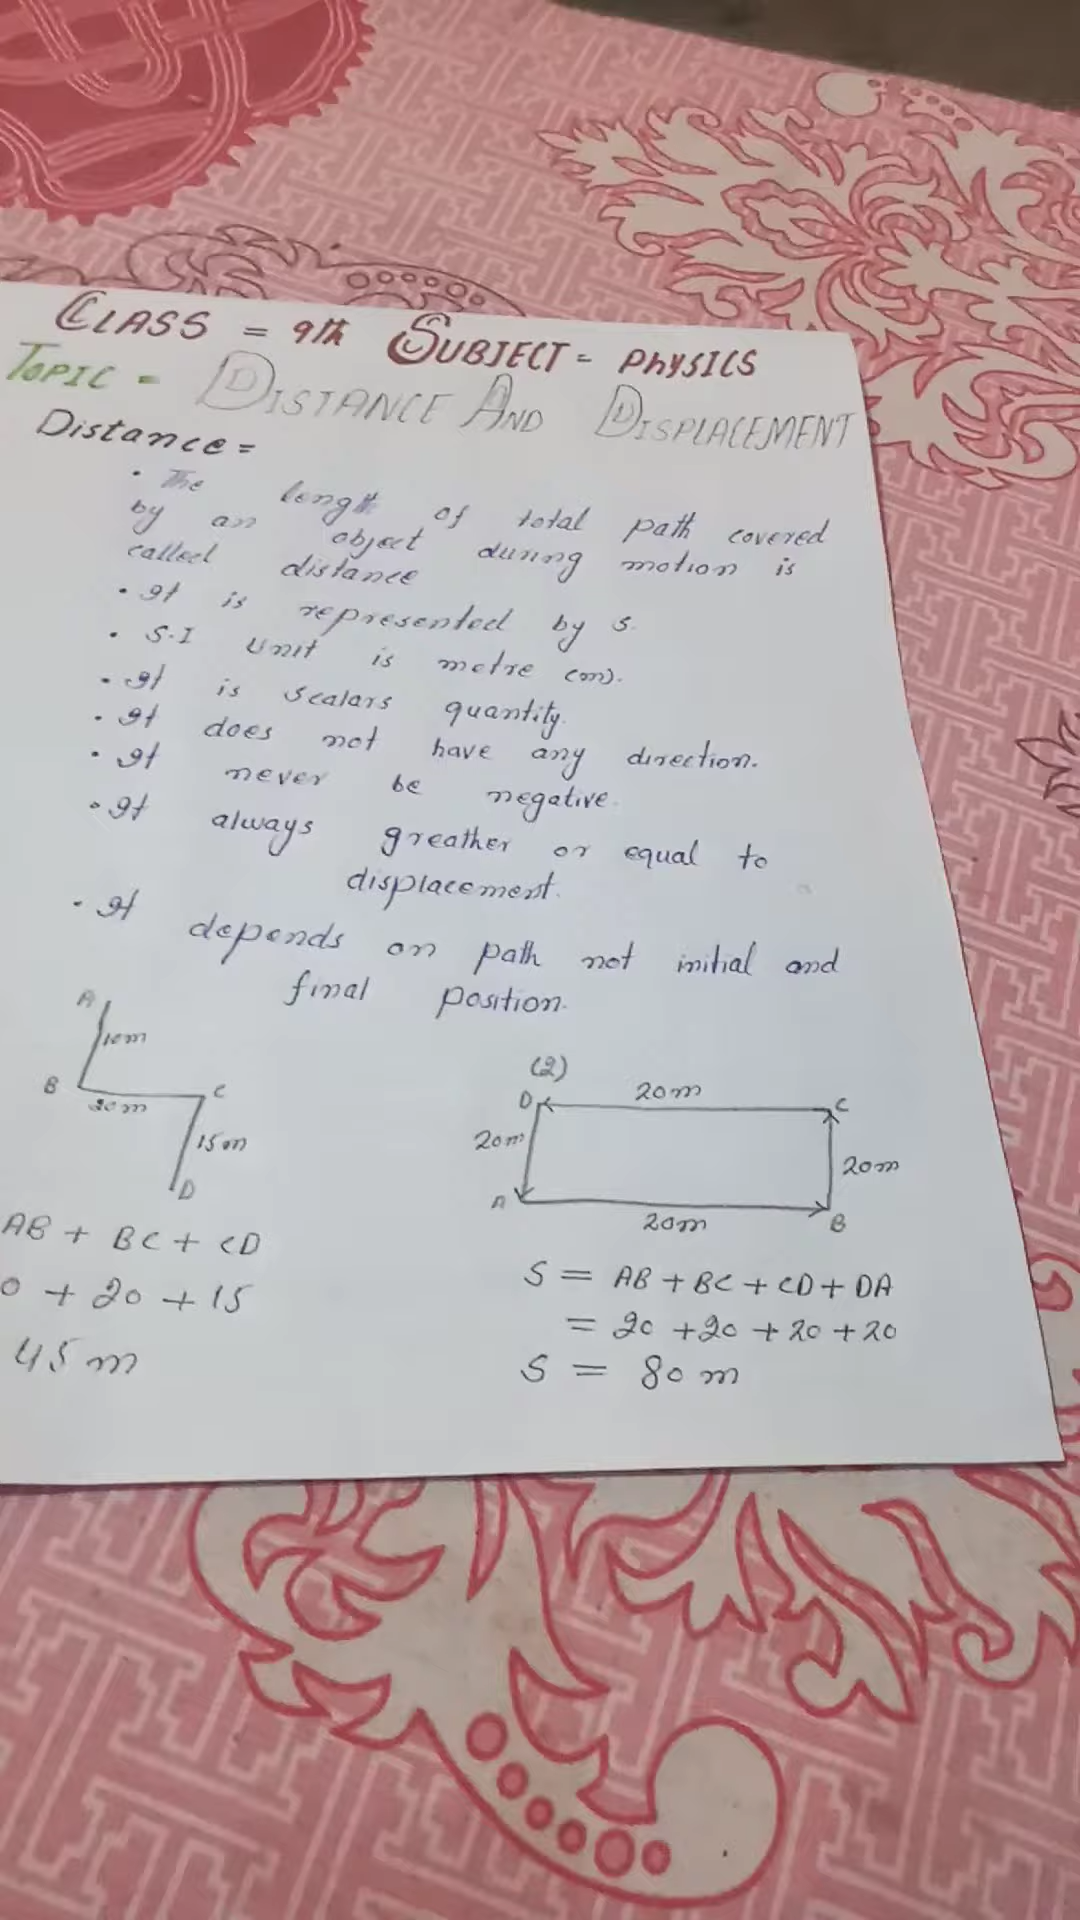 CLASS = 9th SUBJECT = PHYSICS
TOPIC = DISTANCE AND DISPLACEMENT
Distance =
• The length of total path covered
by an object during motion is
called distance
• It is represented by s.
• S.I unit is metre (m).
• It is scalars quantity.
• It does not have any direction.
• It never be negative.
• It always greather or equal to
displacement.
• It depends on path not initial and
final position.
A
10m
B
20m
C
15m
D
AB + BC + CD
0 + 20 + 15
45 m
(2)
D 20m C
20m
20m
A 20m B
S = AB + BC + CD + DA
= 20 + 20 + 20 + 20
S = 80 m